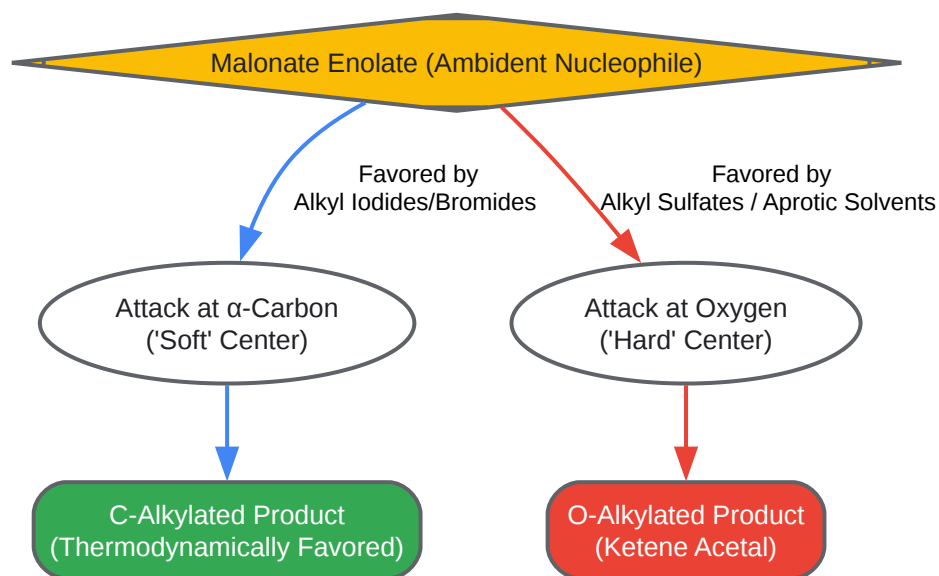 Malonate Enolate (Ambident Nucleophile)
Favored by
Alkyl Iodides/Bromides
Favored by
Alkyl Sulfates / Aprotic Solvents
Attack at α-Carbon
('Soft' Center)
Attack at Oxygen
('Hard' Center)
C-Alkylated Product
(Thermodynamically Favored)
O-Alkylated Product
(Ketene Acetal)